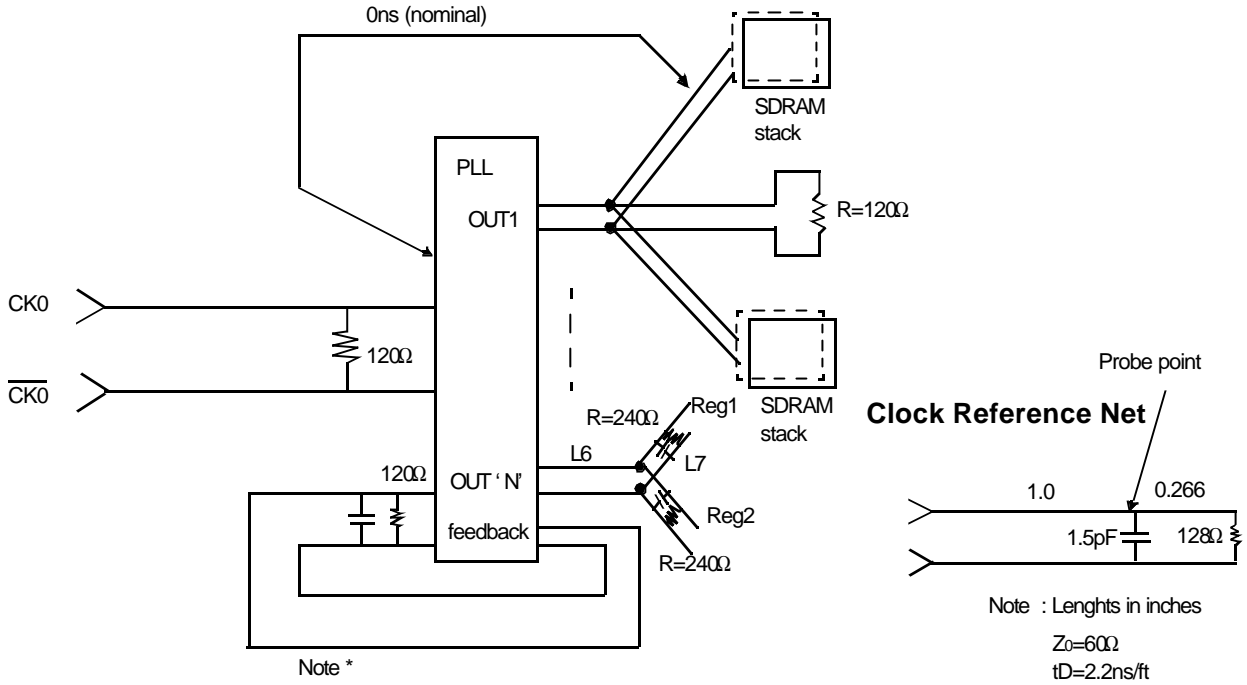 0ns (nominal)
SDRAM
stack
PLL
OUT1
R=120Ω
CK0
120Ω
CK0
SDRAM
stack
Reg1
R=240Ω
L6
L7
120Ω
OUT ‘ N’
Reg2
feedback
R=240Ω
Note *
Probe point
Clock Reference Net
1.0
0.266
1.5pF
128Ω
Note : Lenghts in inches
Z0=60Ω
tD=2.2ns/ft